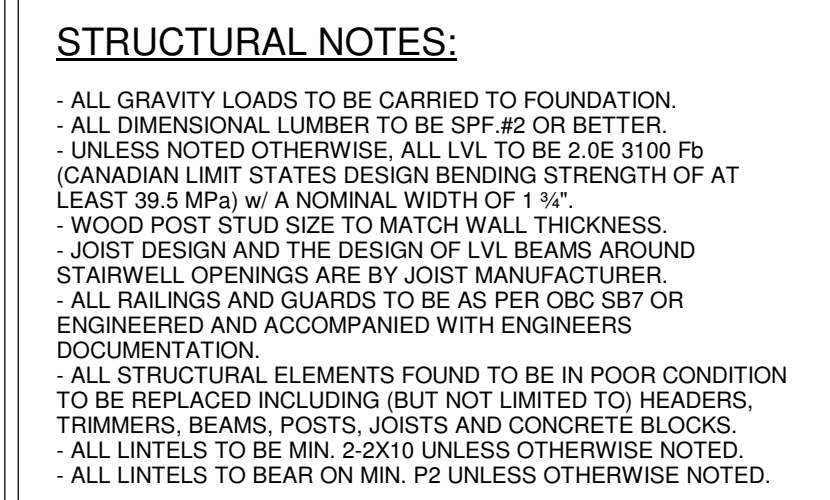 STRUCTURAL NOTES:
- ALL GRAVITY LOADS TO BE CARRIED TO FOUNDATION.
- ALL DIMENSIONAL LUMBER TO BE SPF.#2 OR BETTER.
- UNLESS NOTED OTHERWISE, ALL LVL TO BE 2.0E 3100 Fb
(CANADIAN LIMIT STATES DESIGN BENDING STRENGTH OF AT
LEAST 39.5 MPa) w/ A NOMINAL WIDTH OF 1 ¾".
- WOOD POST STUD SIZE TO MATCH WALL THICKNESS.
- JOIST DESIGN AND THE DESIGN OF LVL BEAMS AROUND
STAIRWELL OPENINGS ARE BY JOIST MANUFACTURER.
- ALL RAILINGS AND GUARDS TO BE AS PER OBC SB7 OR
ENGINEERED AND ACCOMPANIED WITH ENGINEERS
DOCUMENTATION.
- ALL STRUCTURAL ELEMENTS FOUND TO BE IN POOR CONDITION
TO BE REPLACED INCLUDING (BUT NOT LIMITED TO) HEADERS,
TRIMMERS, BEAMS, POSTS, JOISTS AND CONCRETE BLOCKS.
- ALL LINTELS TO BE MIN. 2-2X10 UNLESS OTHERWISE NOTED.
- ALL LINTELS TO BEAR ON MIN. P2 UNLESS OTHERWISE NOTED.